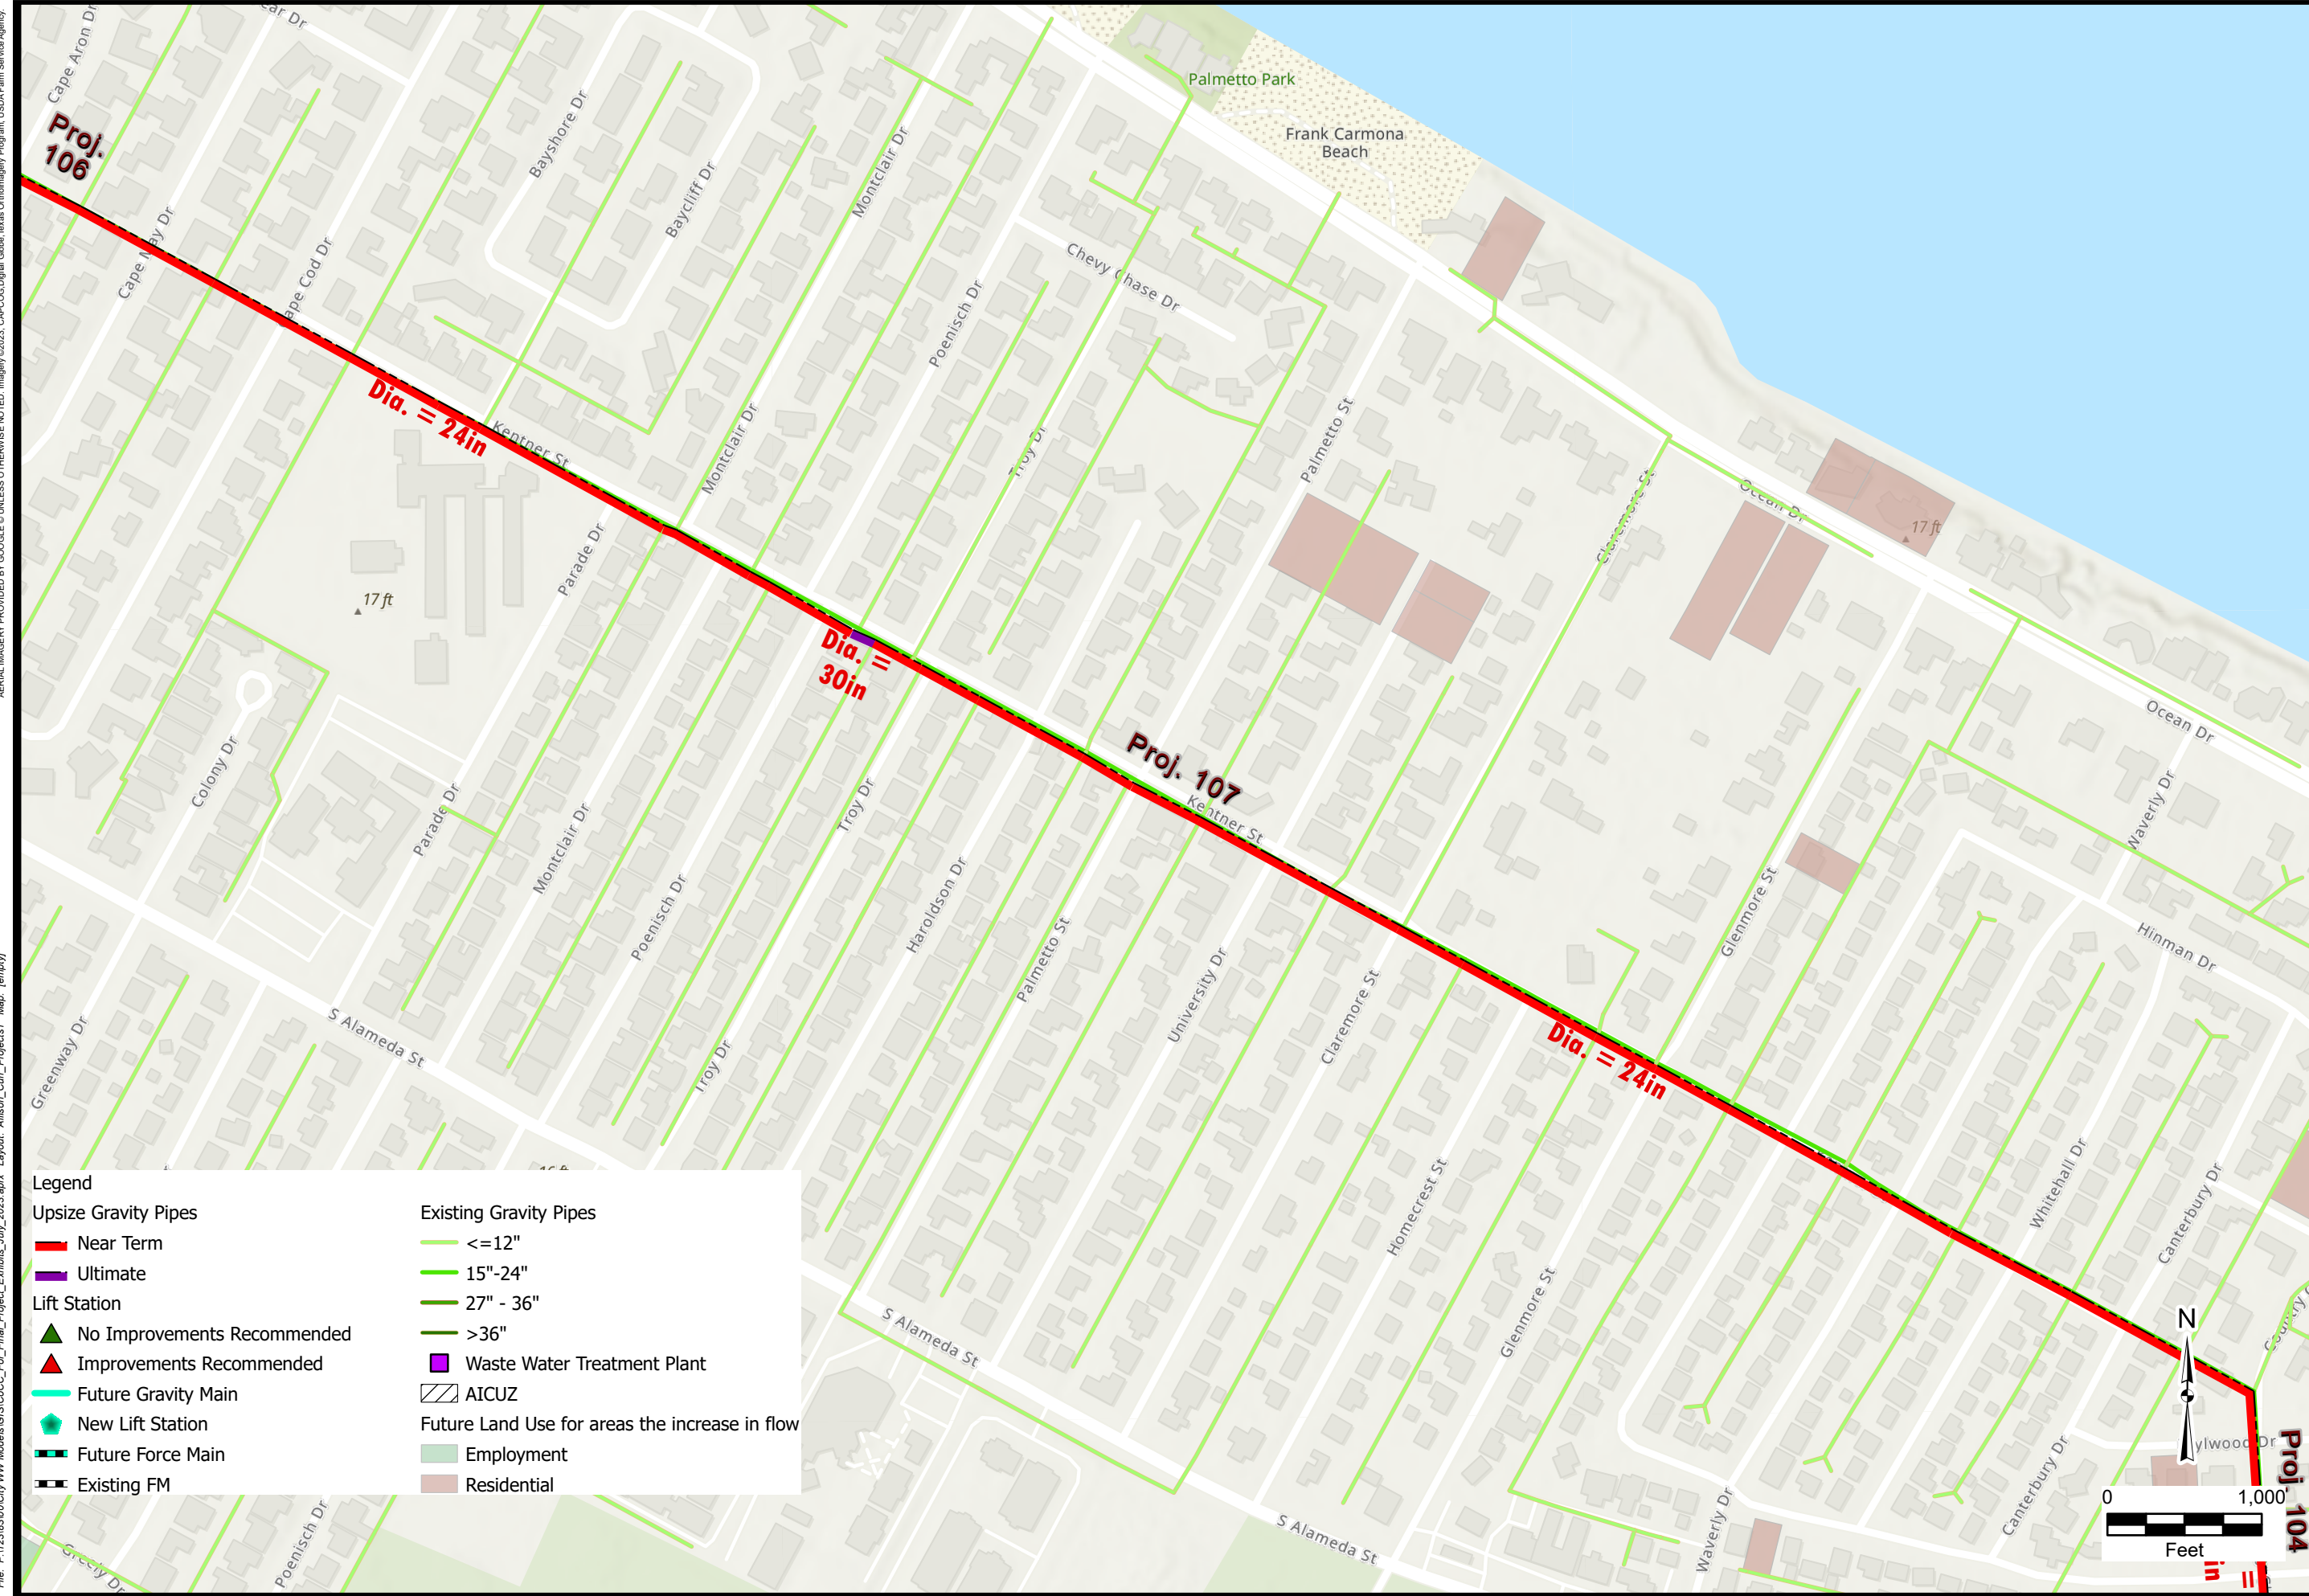 Cape Aron Dr
Proj.
106
Cape May Dr
Cape Cod Dr
Bayshore Dr
Baycliff Dr
Montclair Dr
Poenisch Dr
Chevy Chase Dr
Palmetto Park
Frank Carmona
Beach
Dia. = 24in
Kentner St
Montclair Dr
Troy Dr
Palmetto St
Claremore St
Ocean Dr
17 ft
17 ft
Parade Dr
Dia. =
30in
Proj. 107
Kentner St
Ocean Dr
Waverly Dr
Colony Dr
Parade Dr
Montclair Dr
Poenisch Dr
Troy Dr
Haroldson Dr
Palmetto St
University Dr
Claremore St
Glenmore St
Hinman Dr
Greenway Dr
S Alameda St
Troy Dr
Dia. = 24in
Homecrest St
Glenmore St
Whitehall Dr
Canterbury Dr
S Alameda St
Canterbury Dr
Waverly Dr
S Alameda St
Poenisch Dr
Greely Dr
Proj. 104
Legend
Upsize Gravity Pipes
Near Term
Ultimate
Lift Station
No Improvements Recommended
Improvements Recommended
Future Gravity Main
New Lift Station
Future Force Main
Existing FM
Existing Gravity Pipes
<=12"
15"-24"
27" - 36"
>36"
Waste Water Treatment Plant
AICUZ
Future Land Use for areas the increase in flow
Employment
Residential
N
0 1,000
Feet